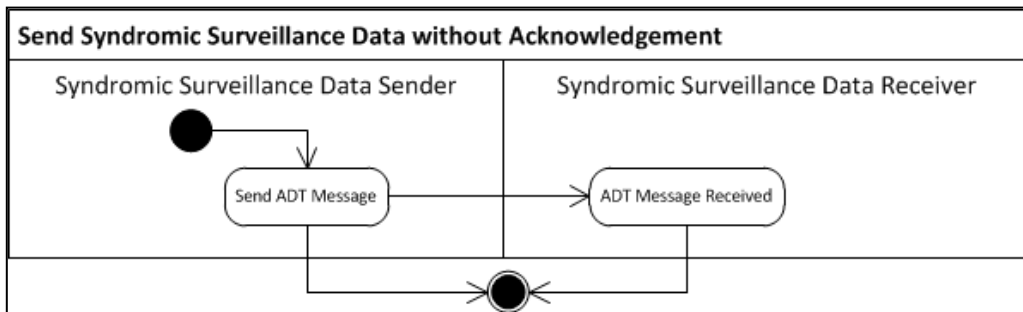 Send Syndromic Surveillance Data without Acknowledgement
Syndromic Surveillance Data Sender
Syndromic Surveillance Data Receiver
Send ADT Message
ADT Message Received